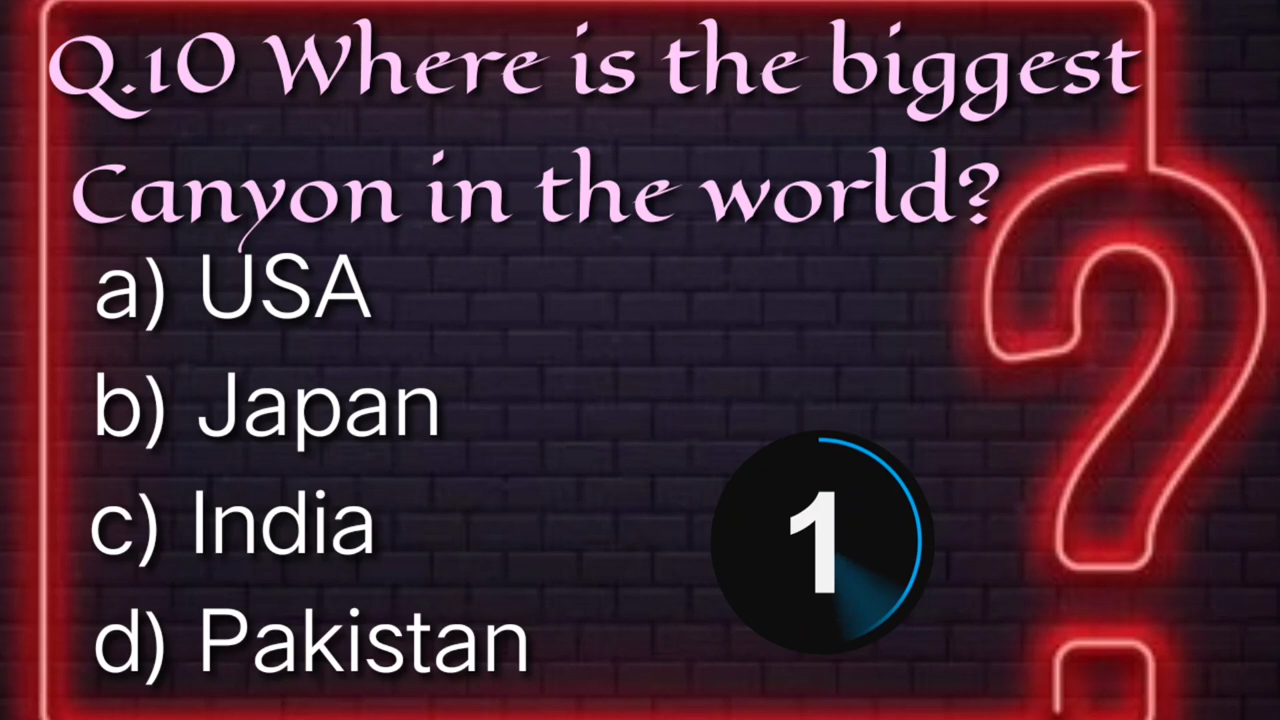 Q.10 Where is the biggest
Canyon in the world?
a) USA
b) Japan
c) India
1
d) Pakistan